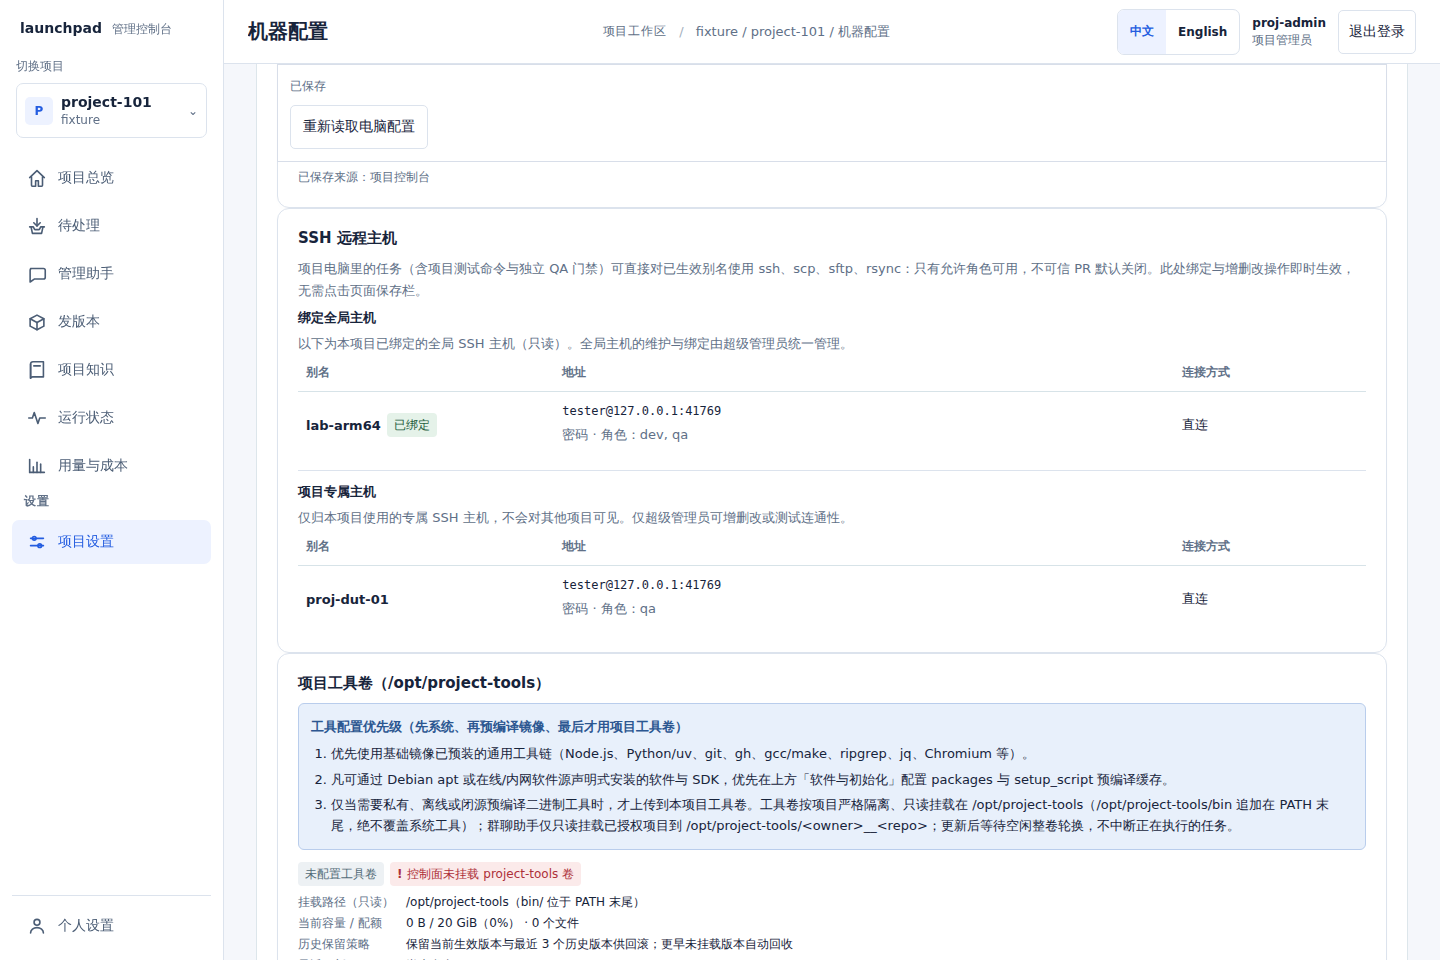 launchpad 管理控制台
切换项目
P
project-101
fixture
项目总览
待处理
管理助手
发版本
项目知识
运行状态
用量与成本
设置
项目设置
个人设置
机器配置
项目工作区 / fixture / project-101 / 机器配置
中文 English
proj-admin
项目管理员
退出登录
已保存
重新读取电脑配置
已保存来源：项目控制台
SSH 远程主机
项目电脑里的任务（含项目测试命令与独立 QA 门禁）可直接对已生效别名使用 ssh、scp、sftp、rsync：只有允许角色可用，不可信 PR 默认关闭。此处绑定与增删改操作即时生效，
无需点击页面保存栏。
绑定全局主机
以下为本项目已绑定的全局 SSH 主机（只读）。全局主机的维护与绑定由超级管理员统一管理。
别名 地址 连接方式
lab-arm64 已绑定
tester@127.0.0.1:41769
密码 · 角色：dev, qa
直连
项目专属主机
仅归本项目使用的专属 SSH 主机，不会对其他项目可见。仅超级管理员可增删改或测试连通性。
别名 地址 连接方式
proj-dut-01
tester@127.0.0.1:41769
密码 · 角色：qa
直连
项目工具卷（/opt/project-tools）
工具配置优先级（先系统、再预编译镜像、最后才用项目工具卷）
1. 优先使用基础镜像已预装的通用工具链（Node.js、Python/uv、git、gh、gcc/make、ripgrep、jq、Chromium 等）。
2. 凡可通过 Debian apt 或在线/内网软件源声明式安装的软件与 SDK，优先在上方「软件与初始化」配置 packages 与 setup_script 预编译缓存。
3. 仅当需要私有、离线或闭源预编译二进制工具时，才上传到本项目工具卷。工具卷按项目严格隔离、只读挂载在 /opt/project-tools（/opt/project-tools/bin 追加在 PATH 末
尾，绝不覆盖系统工具）；群聊助手仅只读挂载已授权项目到 /opt/project-tools/<owner>__<repo>；更新后等待空闲整卷轮换，不中断正在执行的任务。
未配置工具卷 ! 控制面未挂载 project-tools 卷
挂载路径（只读） /opt/project-tools（bin/ 位于 PATH 末尾）
当前容量 / 配额 0 B / 20 GiB（0%） · 0 个文件
历史保留策略 保留当前生效版本与最近 3 个历史版本供回滚；更早未挂载版本自动回收